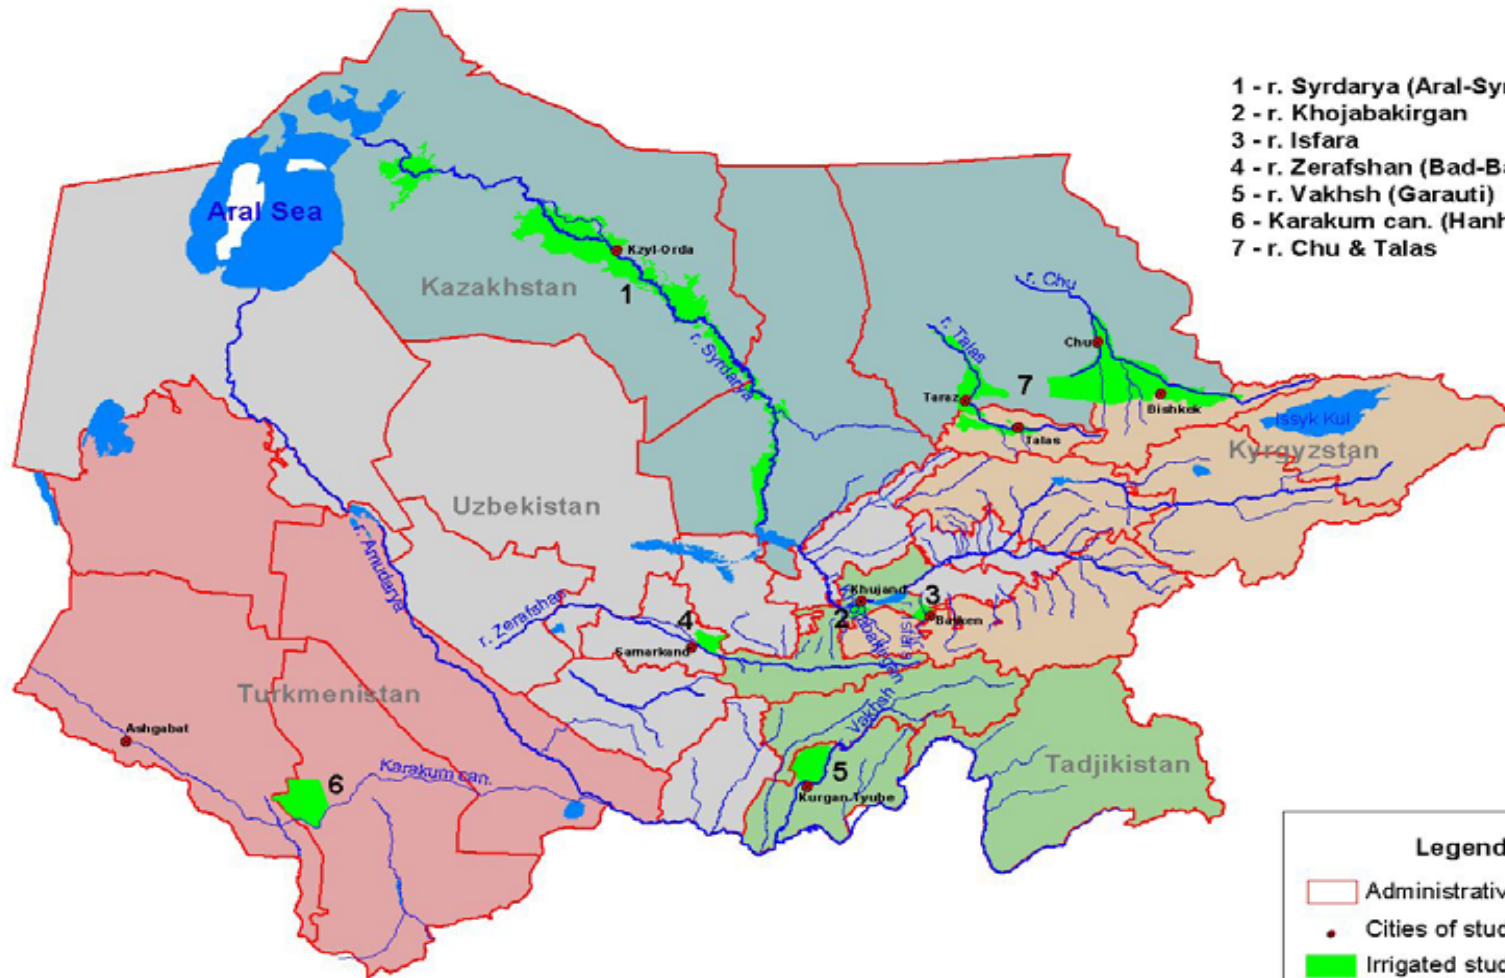 1 - r. Syrdarya (Aral-Syr
2 - r. Khojabakirgan
3 - r. Isfara
4 - r. Zerafshan (Bad-Ba
5 - r. Vakhsh (Garauti)
6 - Karakum can. (Hanh
7 - r. Chu & Talas
Aral Sea
Kzyl-Orda
Kazakhstan
1
r. Syrdarya
r. Chu
r. Talas
Chu
7
Taraz
Bishkek
Talas
Issyk Kul
Kyrgyzstan
Uzbekistan
r. Amudarya
r. Zerafshan
4
Samarkand
Khujand
2
3
Batken
Isfara
r. Vakhsh
Turkmenistan
Ashgabat
6
Karakum can.
5
Kurgan-Tyube
Tadjikistan
Legend
Administrativ
Cities of stud
Irrigated stud